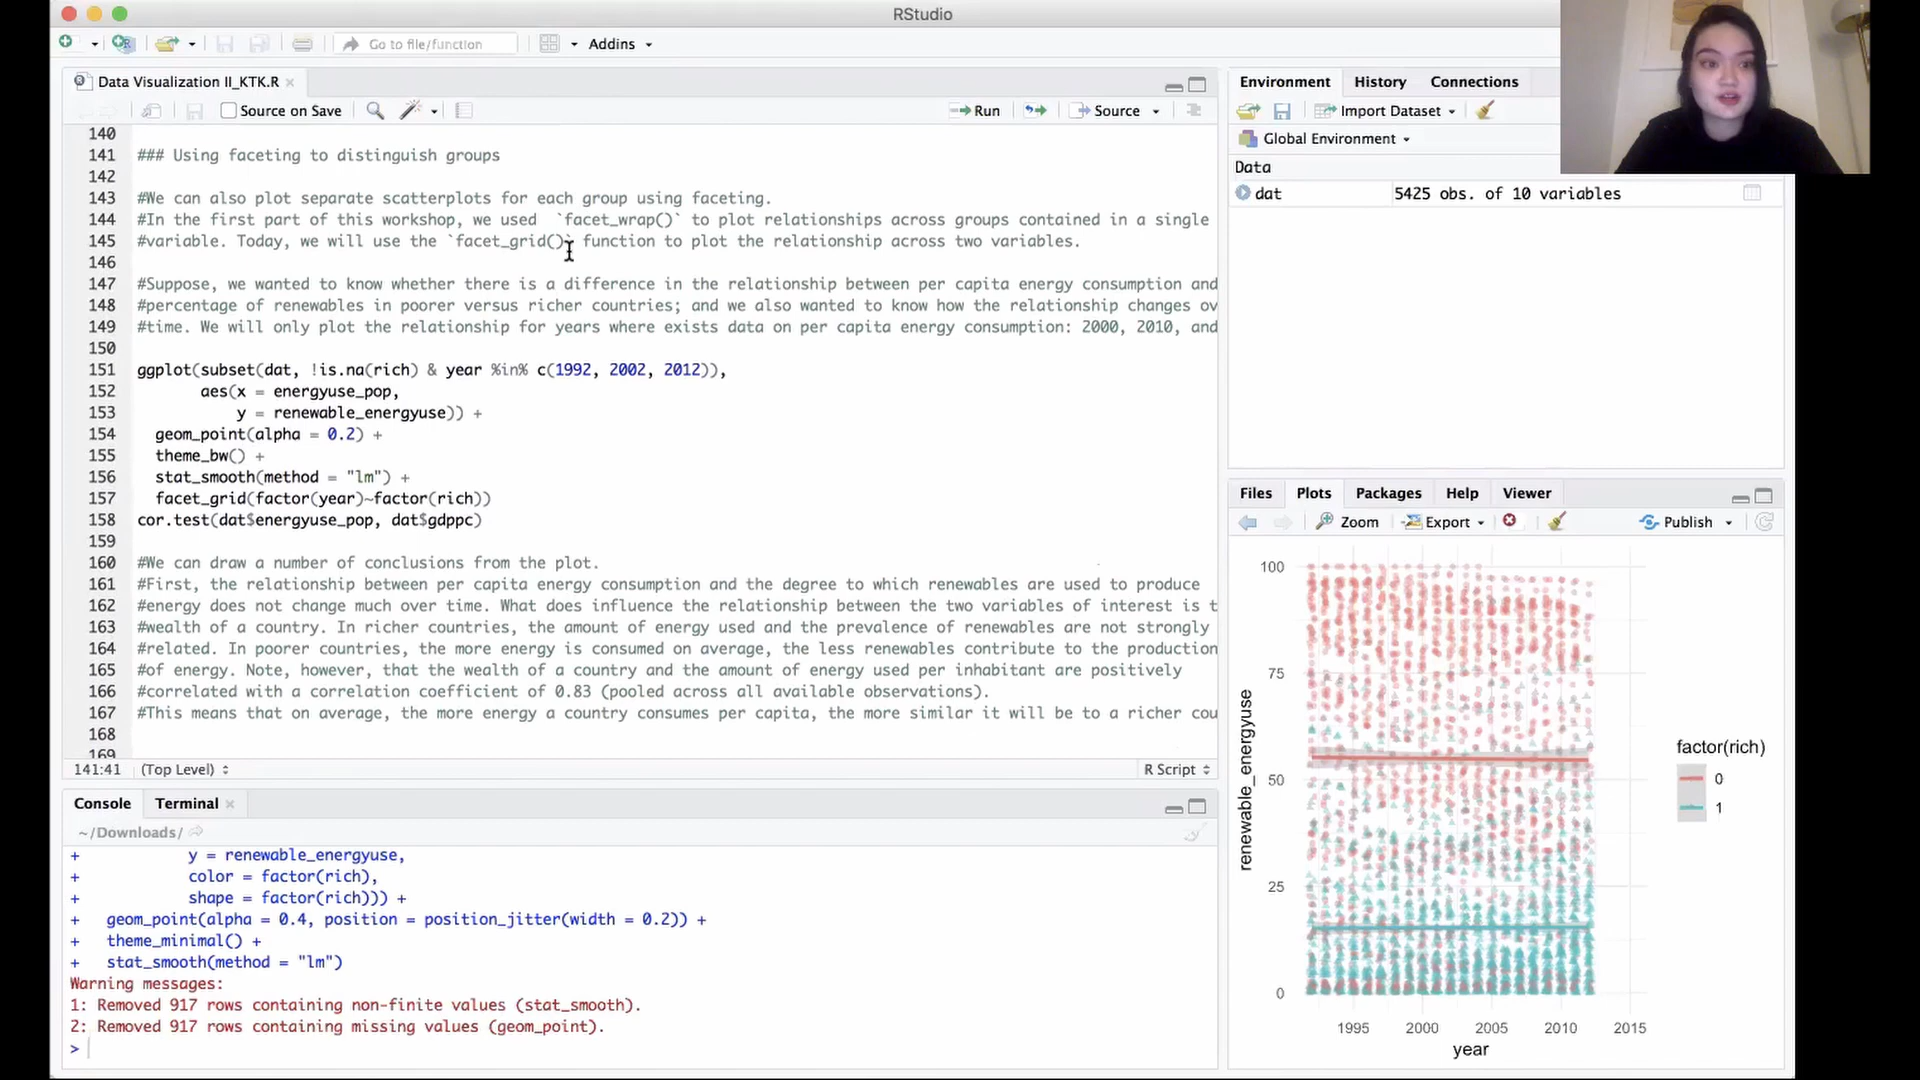 RStudio
Go to file/function
Addins
Data Visualization II_KTK.R
Source on Save
Run
Source
140
141 ### Using faceting to distinguish groups
142
143 #We can also plot separate scatterplots for each group using faceting.
144 #In the first part of this workshop, we used  `facet_wrap()` to plot relationships across groups contained in a single
145 #variable. Today, we will use the `facet_grid()` function to plot the relationship across two variables.
146
147 #Suppose, we wanted to know whether there is a difference in the relationship between per capita energy consumption and
148 #percentage of renewables in poorer versus richer countries; and we also wanted to know how the relationship changes ov
149 #time. We will only plot the relationship for years where exists data on per capita energy consumption: 2000, 2010, and
150
151 ggplot(subset(dat, !is.na(rich) & year %in% c(1992, 2002, 2012)),
152 aes(x = energyuse_pop,
153 y = renewable_energyuse)) +
154 geom_point(alpha = 0.2) +
155 theme_bw() +
156 stat_smooth(method = "lm") +
157 facet_grid(factor(year)~factor(rich))
158 cor.test(dat$energyuse_pop, dat$gdppc)
159
160 #We can draw a number of conclusions from the plot.
161 #First, the relationship between per capita energy consumption and the degree to which renewables are used to produce
162 #energy does not change much over time. What does influence the relationship between the two variables of interest is t
163 #wealth of a country. In richer countries, the amount of energy used and the prevalence of renewables are not strongly
164 #related. In poorer countries, the more energy is consumed on average, the less renewables contribute to the production
165 #of energy. Note, however, that the wealth of a country and the amount of energy used per inhabitant are positively
166 #correlated with a correlation coefficient of 0.83 (pooled across all available observations).
167 #This means that on average, the more energy a country consumes per capita, the more similar it will be to a richer cou
168
169
141:41 (Top Level) R Script
Console Terminal
~/Downloads/
+ y = renewable_energyuse,
+ color = factor(rich),
+ shape = factor(rich))) +
+ geom_point(alpha = 0.4, position = position_jitter(width = 0.2)) +
+ theme_minimal() +
+ stat_smooth(method = "lm")
Warning messages:
1: Removed 917 rows containing non-finite values (stat_smooth).
2: Removed 917 rows containing missing values (geom_point).
>
Environment History Connections
Import Dataset
Global Environment
Data
dat 5425 obs. of 10 variables
Files Plots Packages Help Viewer
Zoom Export Publish
100
75
50
25
0
renewable_energyuse
1995 2000 2005 2010 2015
year
factor(rich)
0
1